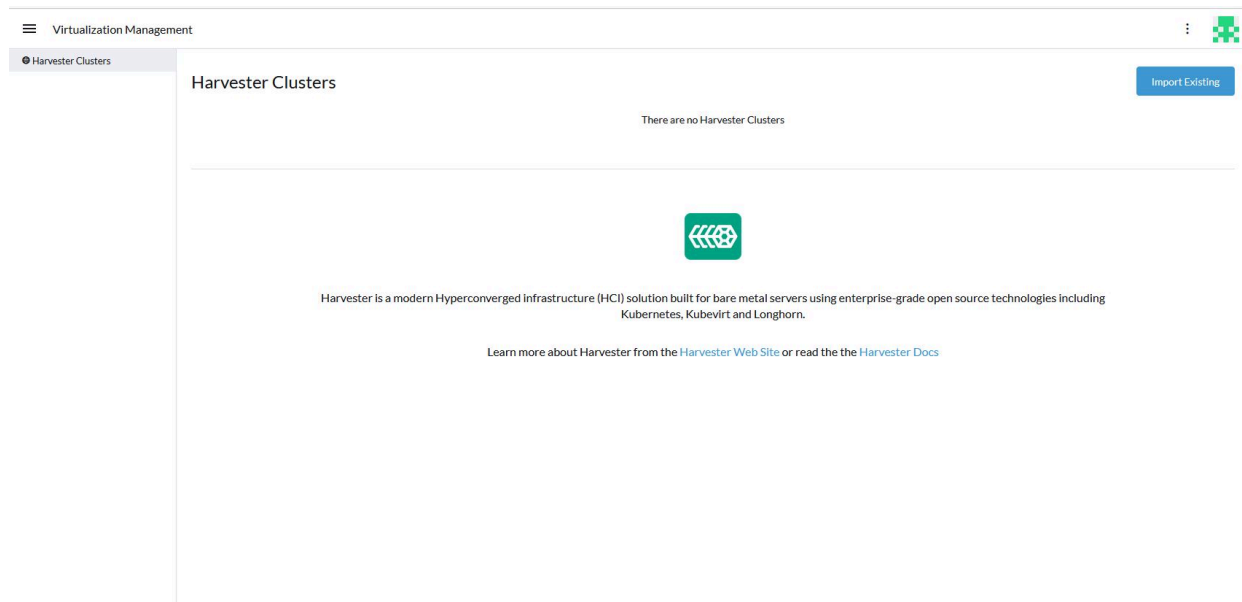 Virtualization Management
Harvester Clusters
Harvester Clusters
Import Existing
There are no Harvester Clusters
Harvester is a modern Hyperconverged infrastructure (HCI) solution built for bare metal servers using enterprise-grade open source technologies including
Kubernetes, Kubevirt and Longhorn.
Learn more about Harvester from the Harvester Web Site or read the the Harvester Docs